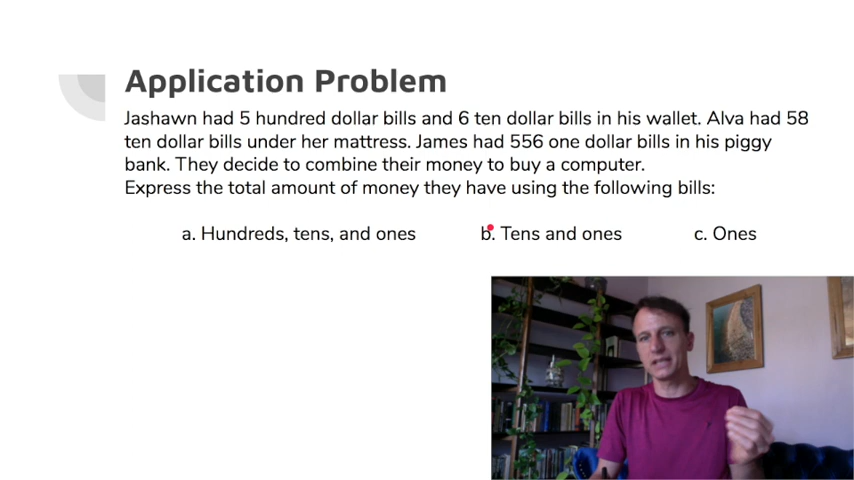 Application Problem
Jashawn had 5 hundred dollar bills and 6 ten dollar bills in his wallet. Alva had 58
ten dollar bills under her mattress. James had 556 one dollar bills in his piggy
bank. They decide to combine their money to buy a computer.
Express the total amount of money they have using the following bills:
a. Hundreds, tens, and ones b. Tens and ones c. Ones